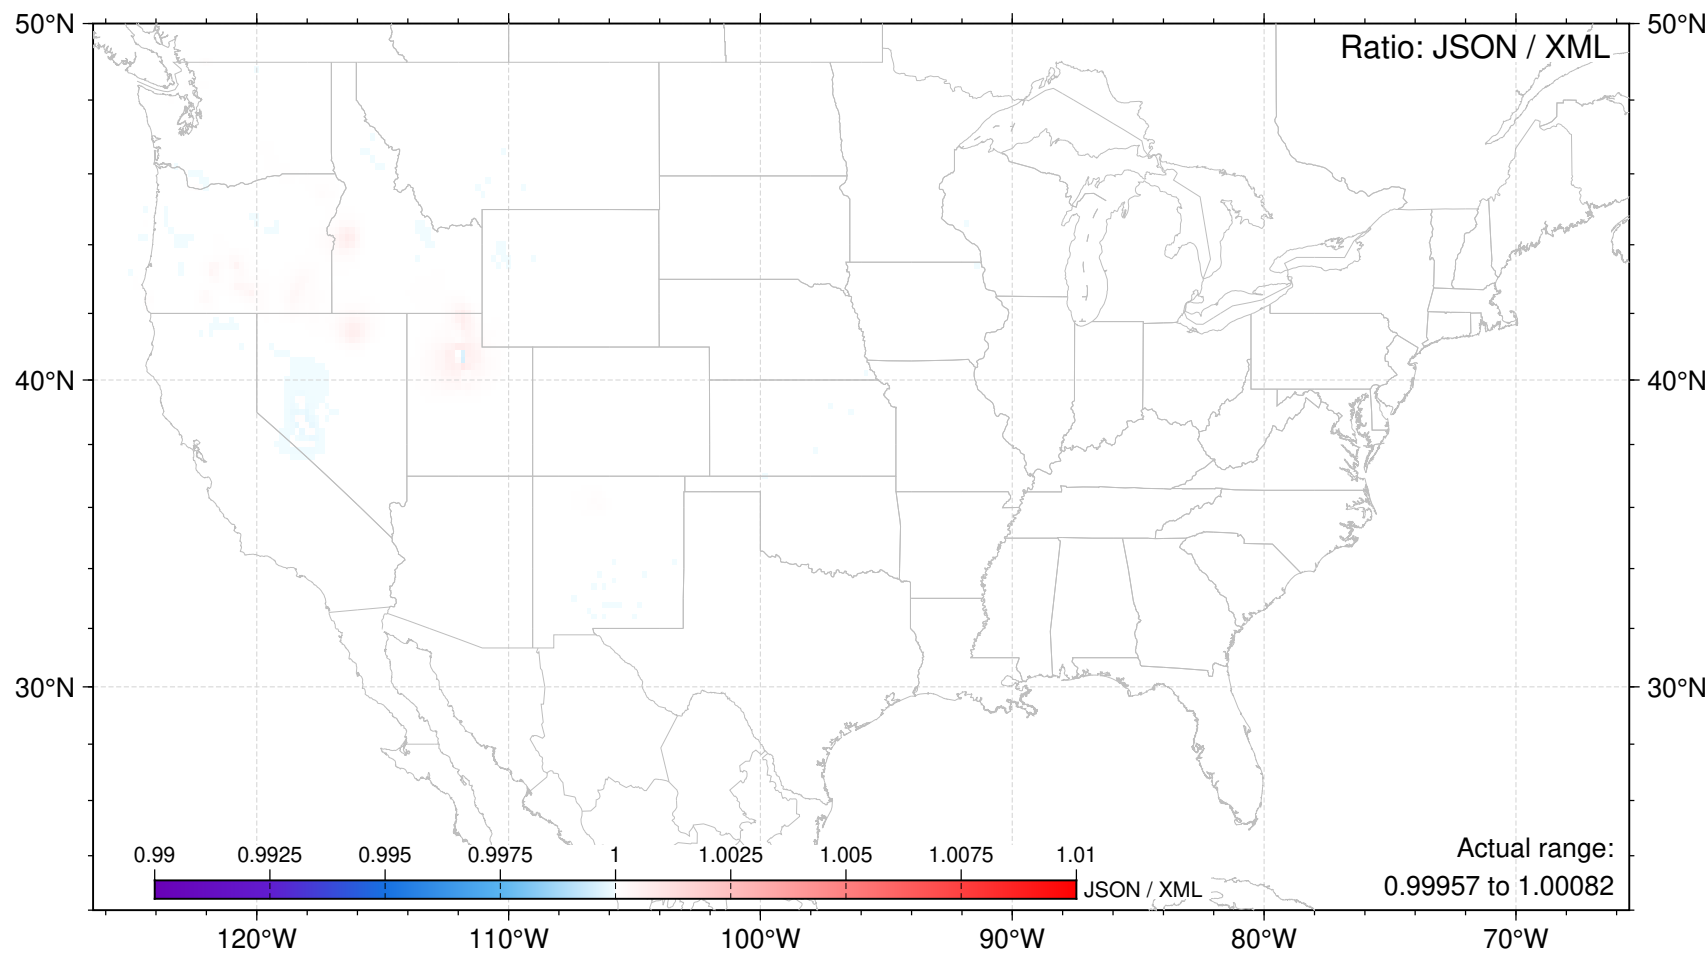 50°N
50°N
Ratio: JSON / XML
40°N
40°N
30°N
30°N
0.99 0.9925 0.995 0.9975 1 1.0025 1.005 1.0075 1.01
JSON / XML
Actual range:
0.99957 to 1.00082
120°W 110°W 100°W 90°W 80°W 70°W